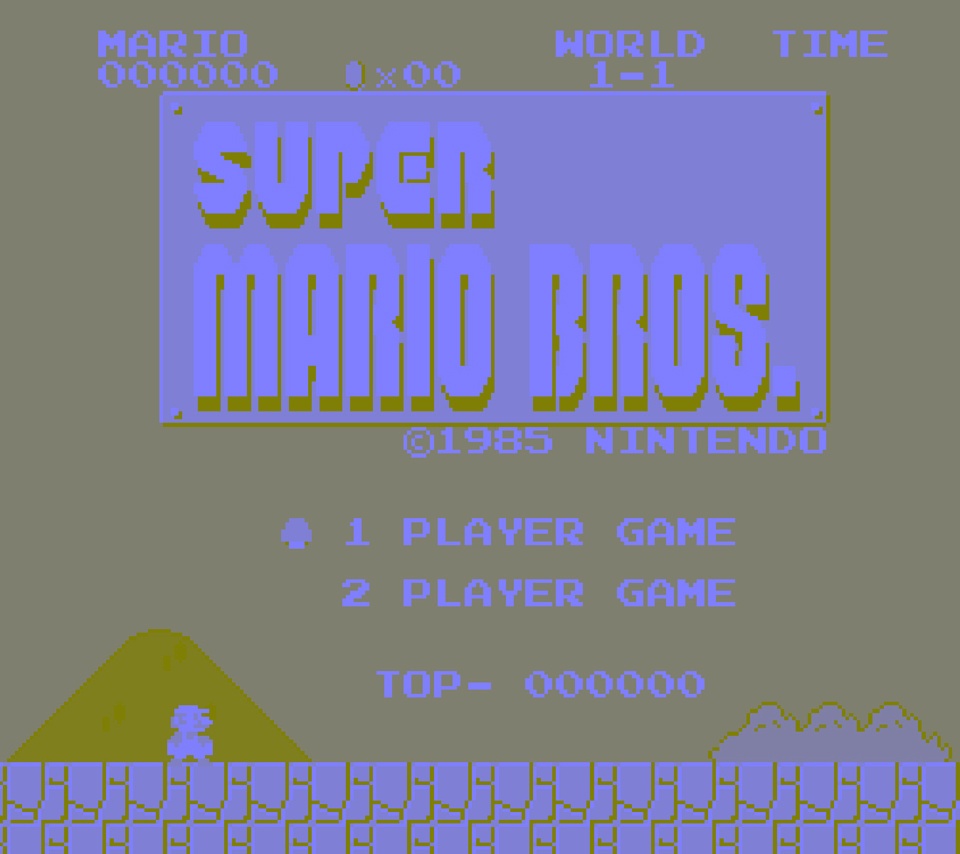 MARIO WORLD TIME
000000 ×00 1-1
SUPER
MARIO BROS.
©1985 NINTENDO
1 PLAYER GAME
2 PLAYER GAME
TOP- 000000